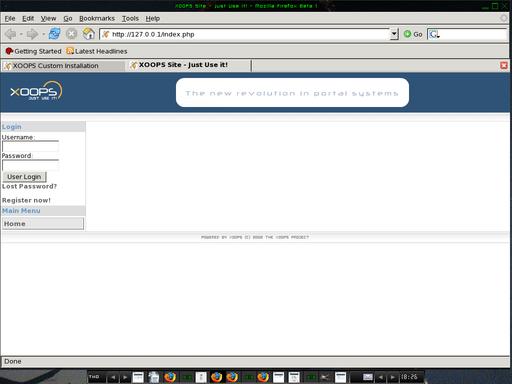 XOOPS Site - Just Use it! - Mozilla Firefox Beta 1
File Edit View Go Bookmarks Tools Help
http://127.0.0.1/index.php
Go
Getting Started Latest Headlines
XOOPS Custom Installation
XOOPS Site - Just Use it!
XOOPS
JUST USE IT!
The new revolution in portal systems
Login
Username:
Password:
User Login
Lost Password?
Register now!
Main Menu
Home
POWERED BY XOOPS (C) 2002 THE XOOPS PROJECT
Done
TWO
18:26